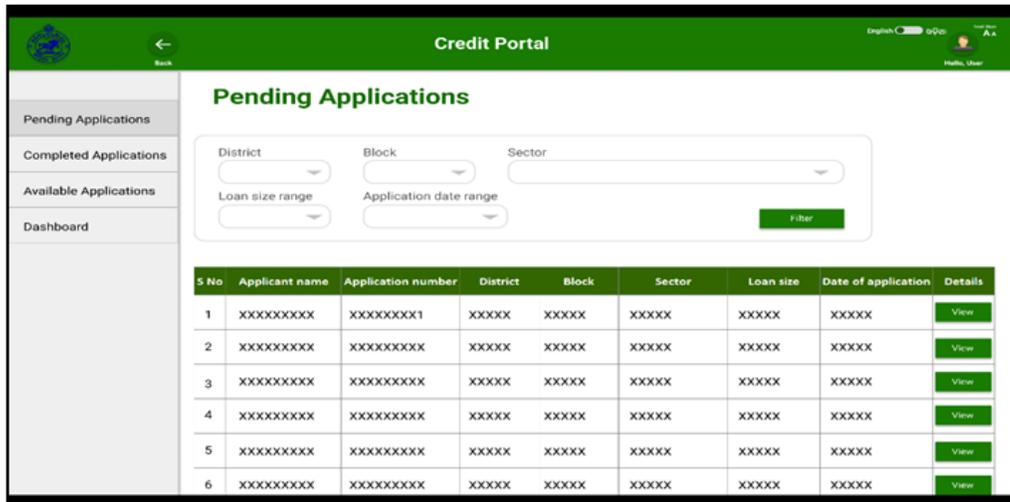 Credit Portal
English ଓଡ଼ିଆ
AA
Back
Hello, User
Pending Applications
Completed Applications
Available Applications
Dashboard
Pending Applications
District Block Sector
Loan size range Application date range
Filter
S No Applicant name Application number District Block Sector Loan size Date of application Details
1 XXXXXXXXX XXXXXXXX1 XXXXX XXXXX XXXXX XXXXX XXXXX View
2 XXXXXXXXX XXXXXXXXX XXXXX XXXXX XXXXX XXXXX XXXXX View
3 XXXXXXXXX XXXXXXXXX XXXXX XXXXX XXXXX XXXXX XXXXX View
4 XXXXXXXXX XXXXXXXXX XXXXX XXXXX XXXXX XXXXX XXXXX View
5 XXXXXXXXX XXXXXXXXX XXXXX XXXXX XXXXX XXXXX XXXXX View
6 XXXXXXXXX XXXXXXXXX XXXXX XXXXX XXXXX XXXXX XXXXX View